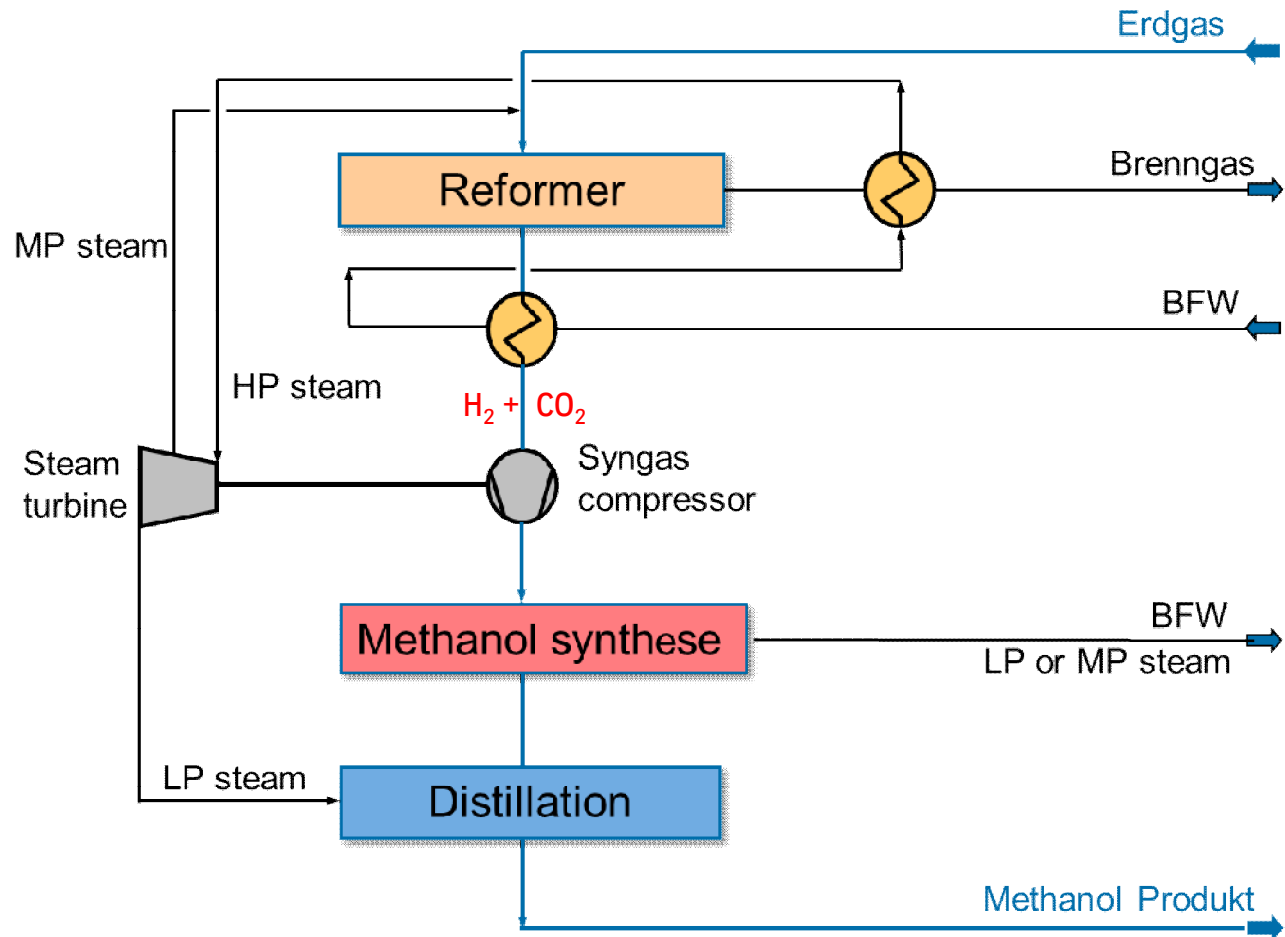 Erdgas
Reformer
Brenngas
MP steam
BFW
HP steam
H₂ + CO₂
Steam
turbine
Syngas
compressor
Methanol synthese
BFW
LP or MP steam
LP steam
Distillation
Methanol Produkt